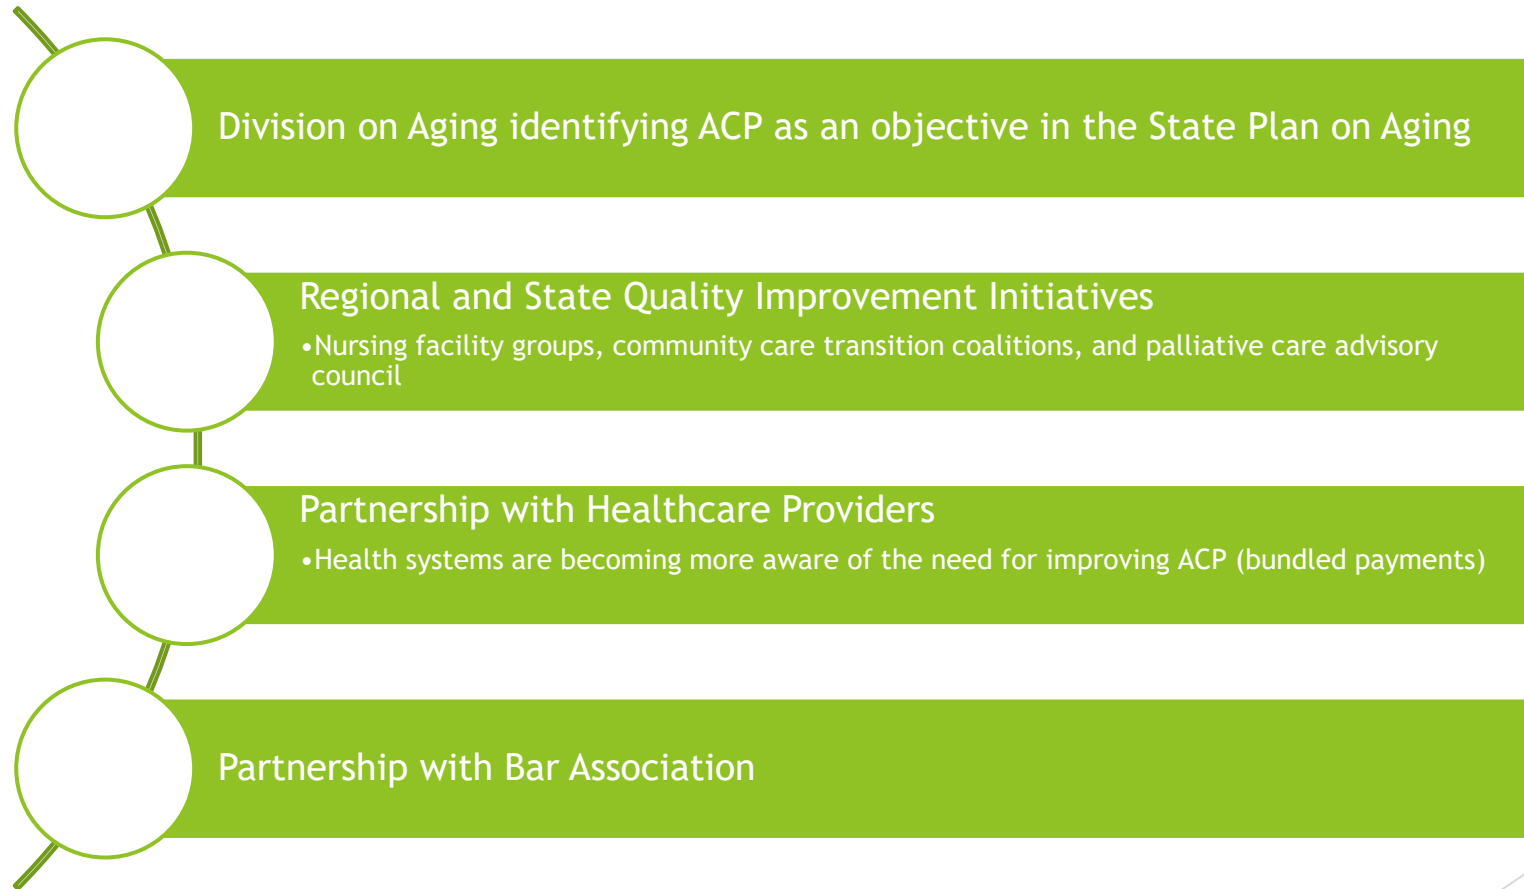 Division on Aging identifying ACP as an objective in the State Plan on Aging
Regional and State Quality Improvement Initiatives
•Nursing facility groups, community care transition coalitions, and palliative care advisory
council
Partnership with Healthcare Providers
•Health systems are becoming more aware of the need for improving ACP (bundled payments)
Partnership with Bar Association